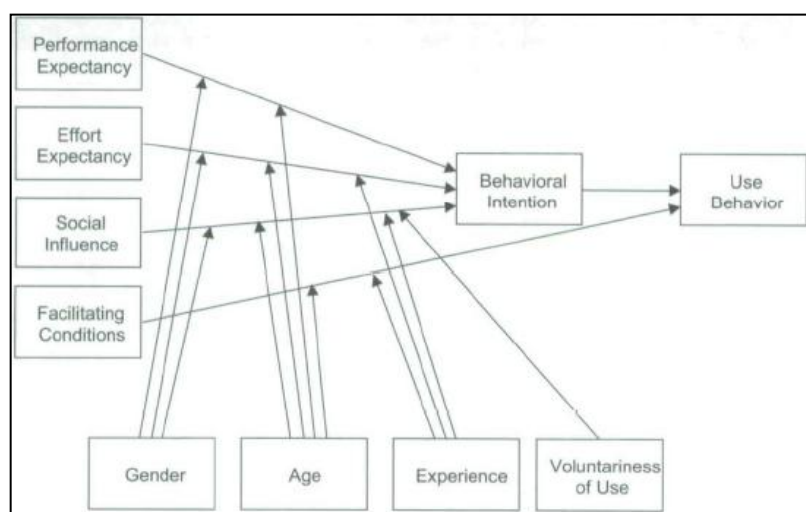 Performance
Expectancy
Effort
Expectancy
Social
Influence
Facilitating
Conditions
Behavioral
Intention
Use
Behavior
Gender
Age
Experience
Voluntariness
of Use